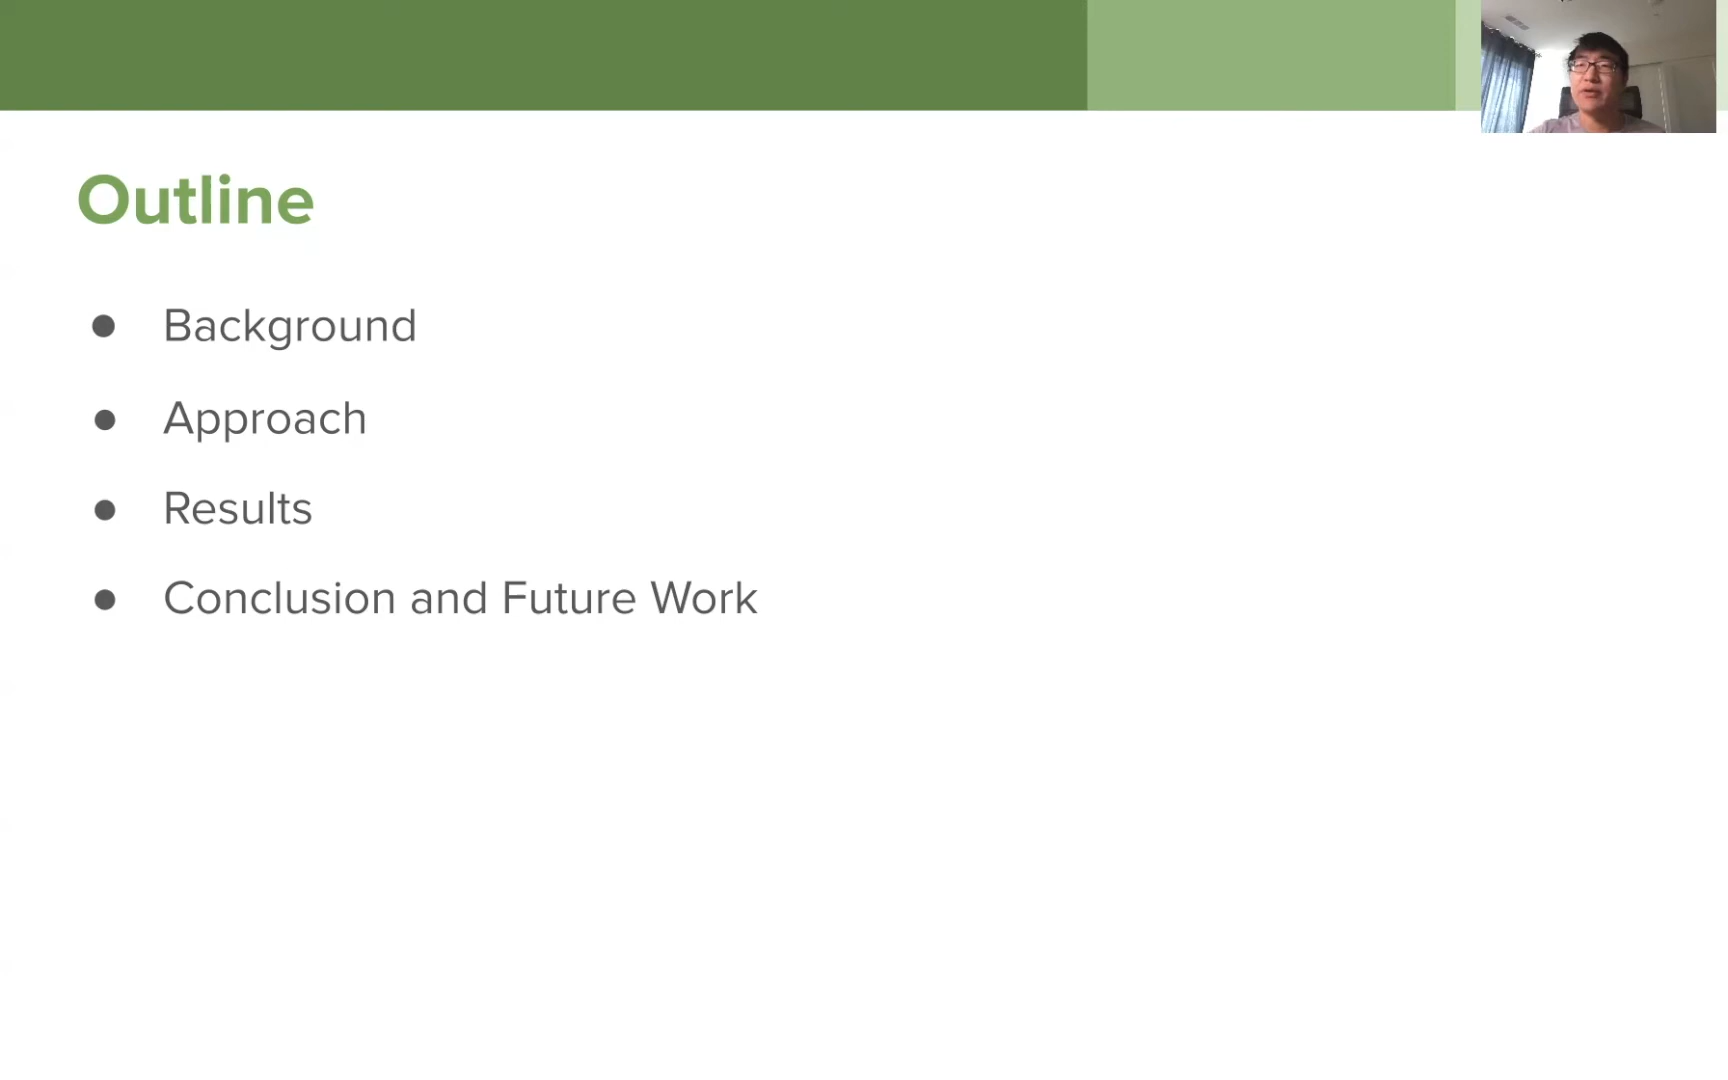 Outline
● Background
● Approach
● Results
● Conclusion and Future Work